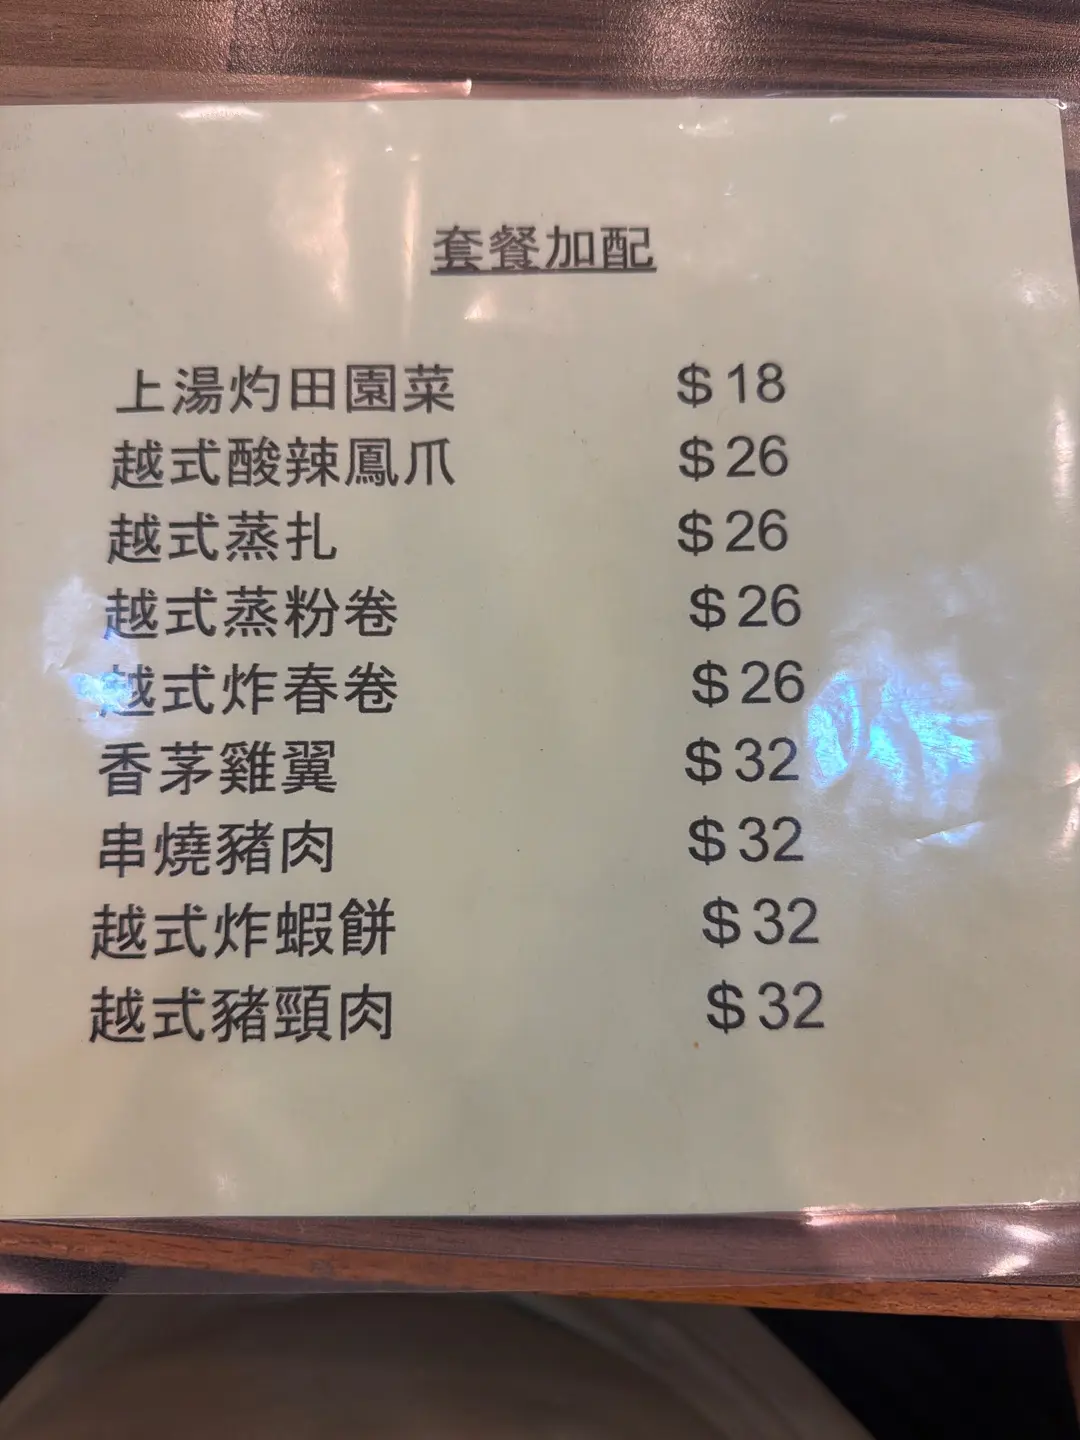 套餐加配
上湯灼田園菜 $18
越式酸辣鳳爪 $26
越式蒸扎 $26
越式蒸粉卷 $26
越式炸春卷 $26
香茅雞翼 $32
串燒豬肉 $32
越式炸蝦餅 $32
越式豬頸肉 $32